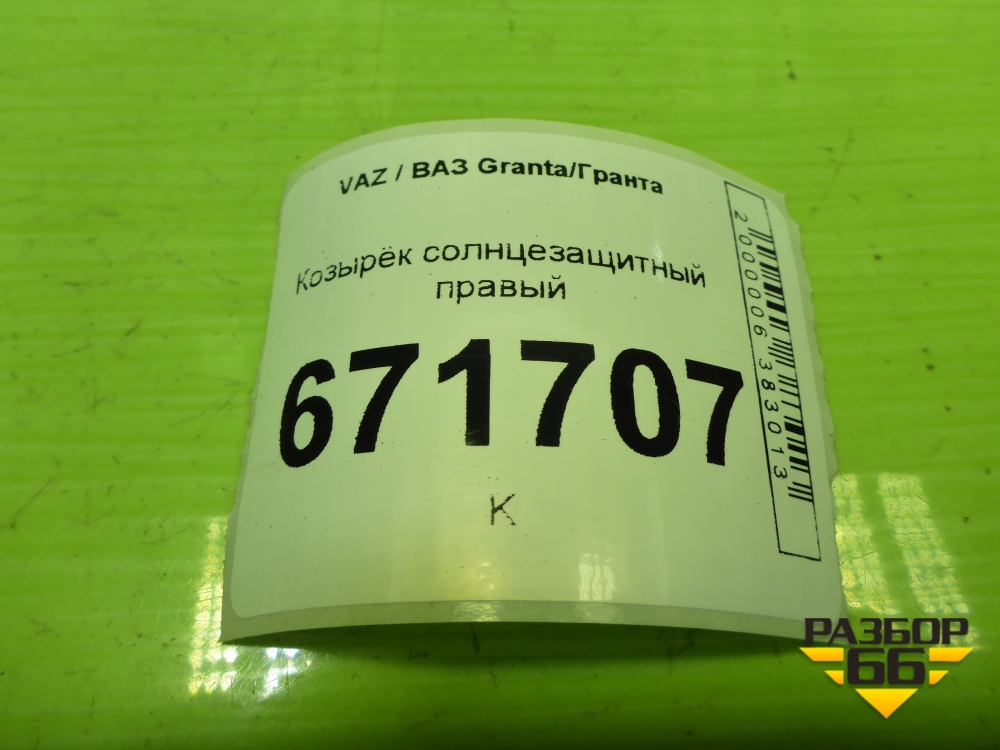 VAZ / ВАЗ Granta/Гранта
Козырёк солнцезащитный
правый
671707
К
2000006383013
РАЗБОР
66